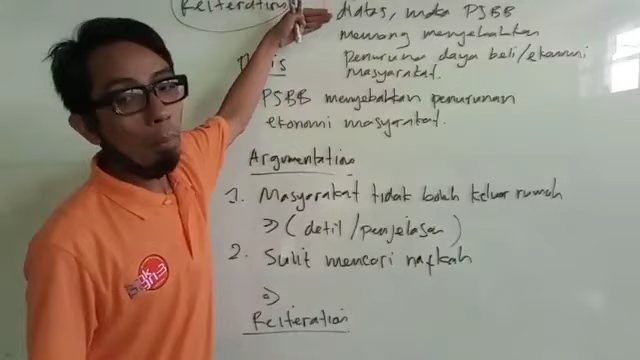 Reiteration
diatas, maka PSBB
memang menyebabkan
penurunan daya beli/ekonomi
masyarakat.
PSBB menyebabkan penurunan
ekonomi masyarakat.
Argumentation
1. Masyarakat tidak boleh keluar rumah
⇒ (detil/penjelasan)
2. Sulit mencari nafkah
⇒
Reiteration